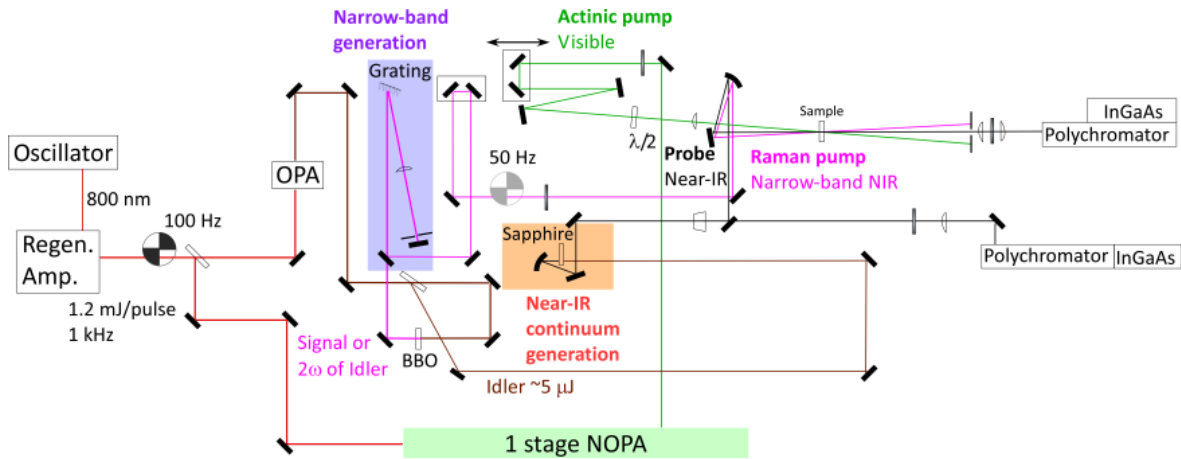 Narrow-band
generation
Grating
Actinic pump
Visible
Sample
InGaAs
Polychromator
λ/2
Probe
Near-IR
Raman pump
Narrow-band NIR
50 Hz
Oscillator
800 nm
OPA
100 Hz
Regen.
Amp.
Sapphire
Polychromator
InGaAs
1.2 mJ/pulse
1 kHz
Near-IR
continuum
generation
Signal or
2ω of Idler
BBO
Idler ~5 μJ
1 stage NOPA